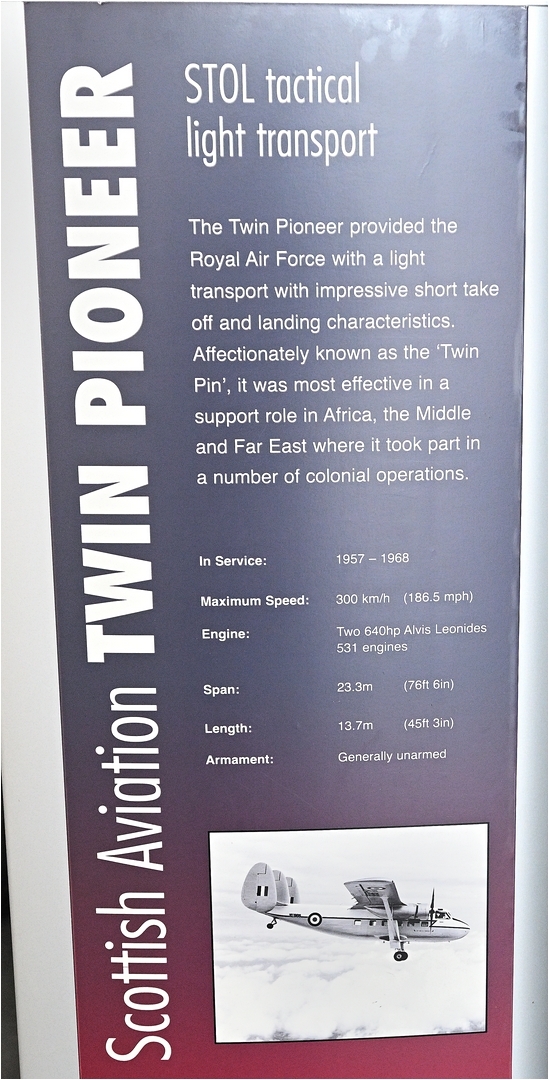 Scottish Aviation TWIN PIONEER
STOL tactical
light transport
The Twin Pioneer provided the
Royal Air Force with a light
transport with impressive short take
off and landing characteristics.
Affectionately known as the ‘Twin
Pin’, it was most effective in a
support role in Africa, the Middle
and Far East where it took part in
a number of colonial operations.
In Service: 1957 – 1968
Maximum Speed: 300 km/h (186.5 mph)
Engine: Two 640hp Alvis Leonides
531 engines
Span: 23.3m (76ft 6in)
Length: 13.7m (45ft 3in)
Armament: Generally unarmed